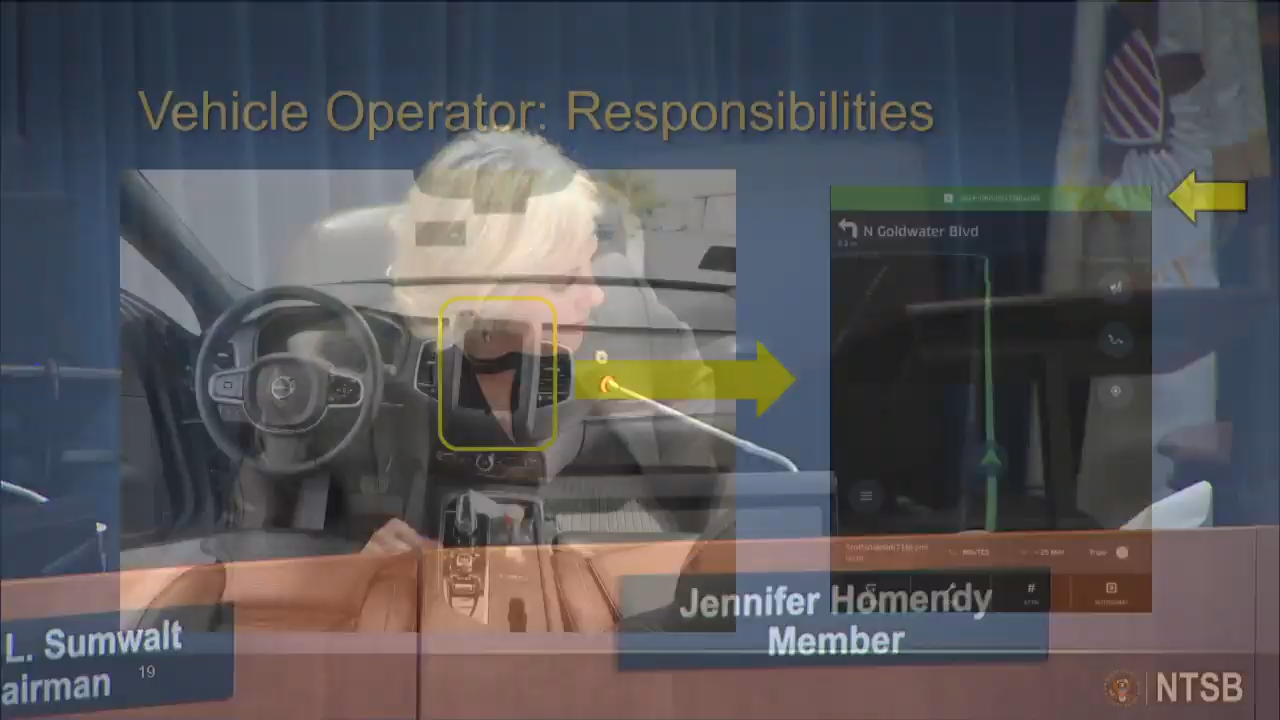 Vehicle Operator: Responsibilities
N Goldwater Blvd
Jennifer Homendy
Member
L. Sumwalt
airman
19
NTSB